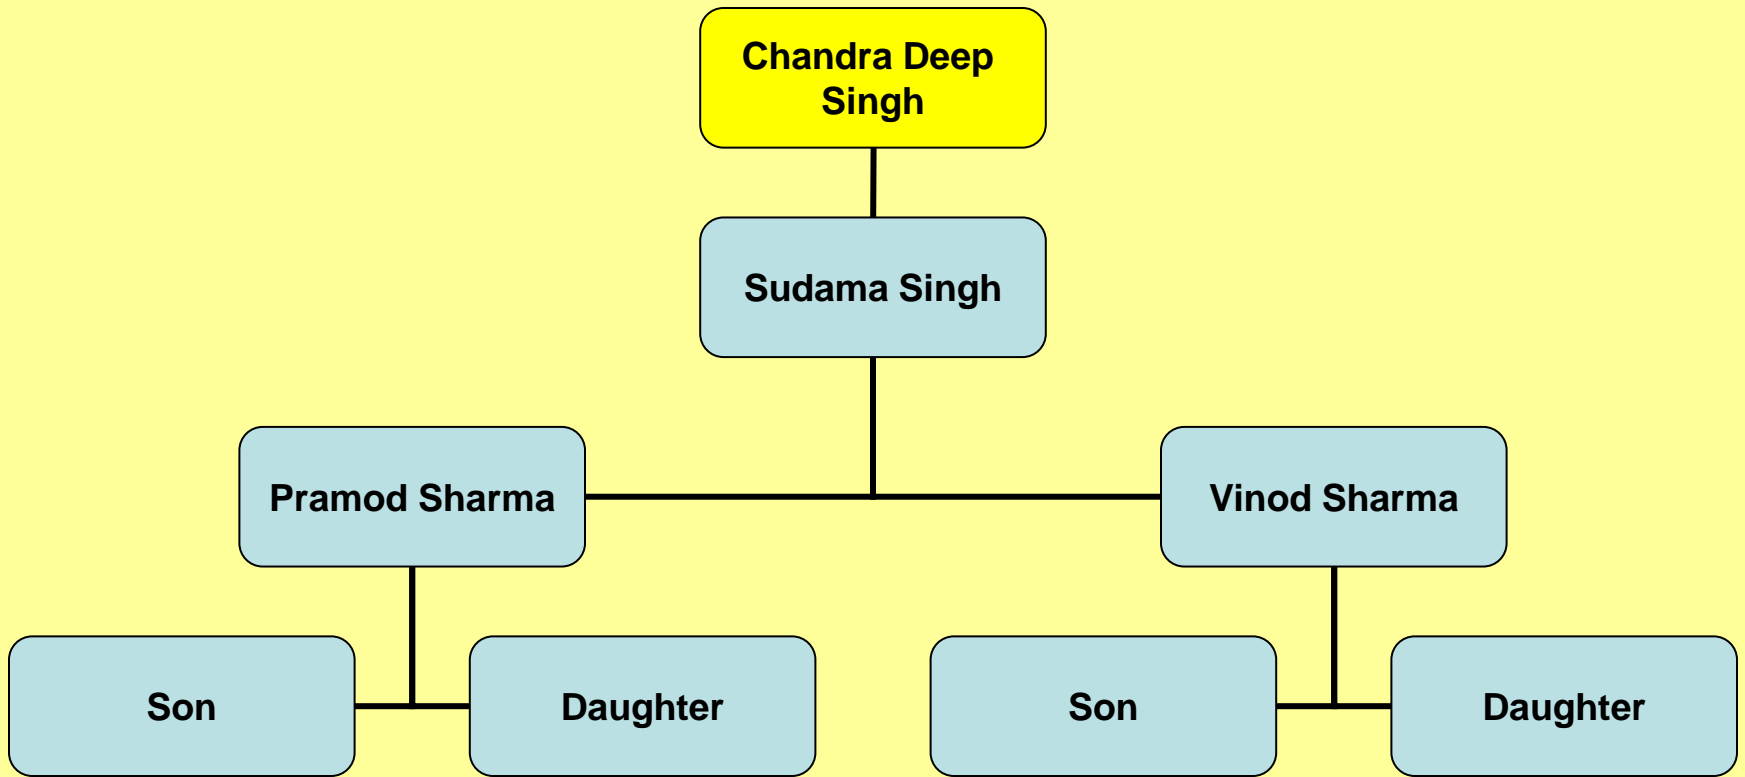 Chandra Deep
Singh
Sudama Singh
Pramod Sharma
Vinod Sharma
Son
Daughter
Son
Daughter